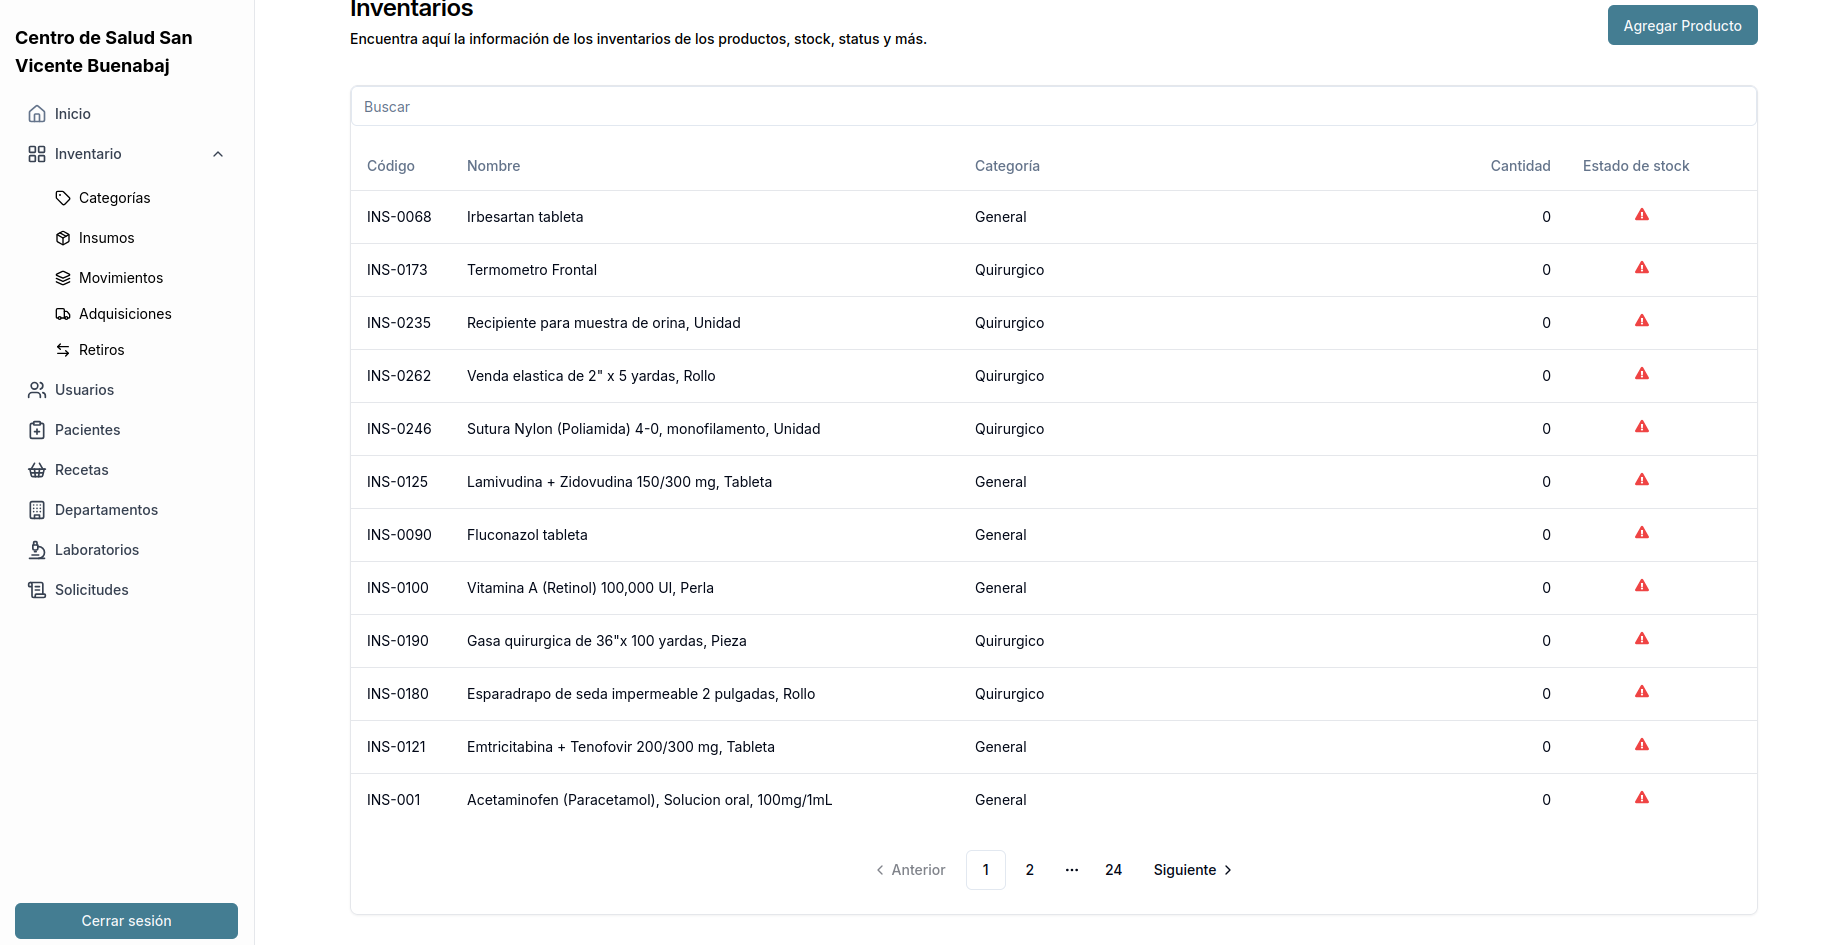 Centro de Salud San
Vicente Buenabaj
Inicio
Inventario
Categorías
Insumos
Movimientos
Adquisiciones
Retiros
Usuarios
Pacientes
Recetas
Departamentos
Laboratorios
Solicitudes
Cerrar sesión
Inventarios
Encuentra aquí la información de los inventarios de los productos, stock, status y más.
Agregar Producto
Buscar
Código Nombre Categoría Cantidad Estado de stock
INS-0068 Irbesartan tableta General 0
INS-0173 Termometro Frontal Quirurgico 0
INS-0235 Recipiente para muestra de orina, Unidad Quirurgico 0
INS-0262 Venda elastica de 2" x 5 yardas, Rollo Quirurgico 0
INS-0246 Sutura Nylon (Poliamida) 4-0, monofilamento, Unidad Quirurgico 0
INS-0125 Lamivudina + Zidovudina 150/300 mg, Tableta General 0
INS-0090 Fluconazol tableta General 0
INS-0100 Vitamina A (Retinol) 100,000 UI, Perla General 0
INS-0190 Gasa quirurgica de 36"x 100 yardas, Pieza Quirurgico 0
INS-0180 Esparadrapo de seda impermeable 2 pulgadas, Rollo Quirurgico 0
INS-0121 Emtricitabina + Tenofovir 200/300 mg, Tableta General 0
INS-001 Acetaminofen (Paracetamol), Solucion oral, 100mg/1mL General 0
Anterior 1 2 ... 24 Siguiente